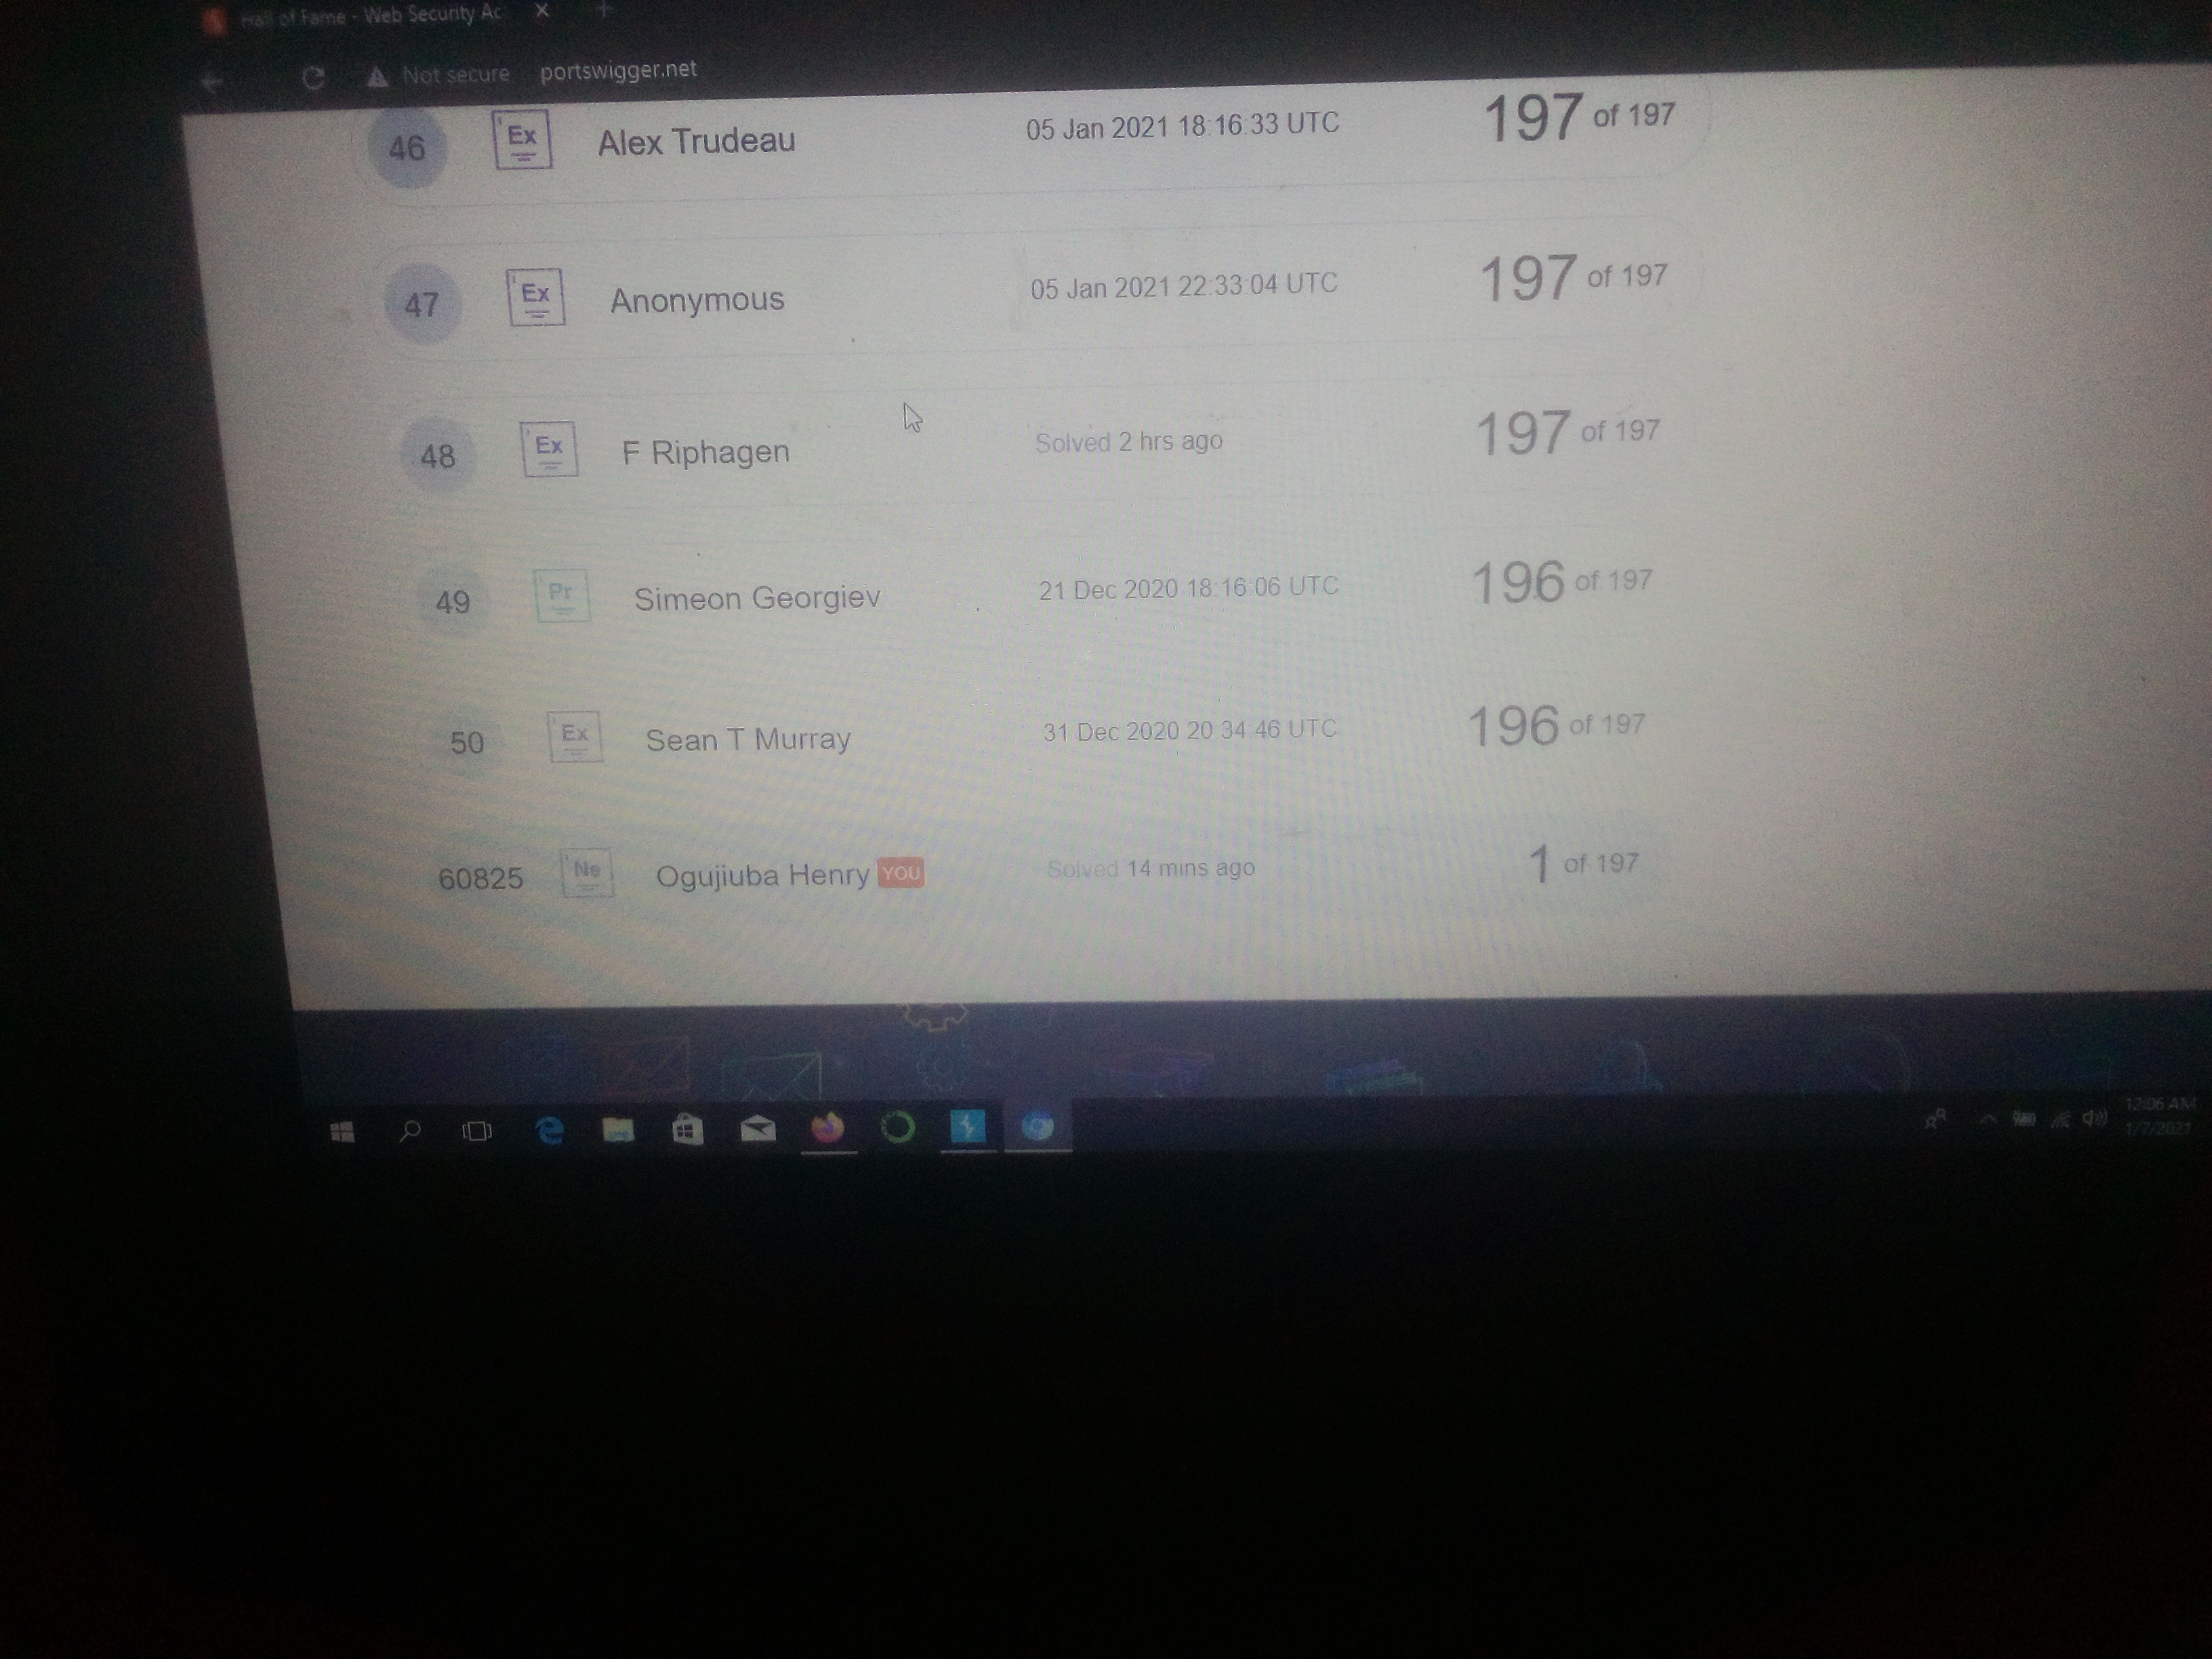 Hall of Fame - Web Security Ac
Not secure portswigger.net
46 Ex Alex Trudeau 05 Jan 2021 18:16:33 UTC 197 of 197
47 Ex Anonymous 05 Jan 2021 22:33:04 UTC 197 of 197
48 Ex F Riphagen Solved 2 hrs ago 197 of 197
49 Pr Simeon Georgiev 21 Dec 2020 18:16:06 UTC 196 of 197
50 Ex Sean T Murray 31 Dec 2020 20:34:46 UTC 196 of 197
60825 Ne Ogujiuba Henry YOU Solved 14 mins ago 1 of 197
12:06 AM
1/7/2021